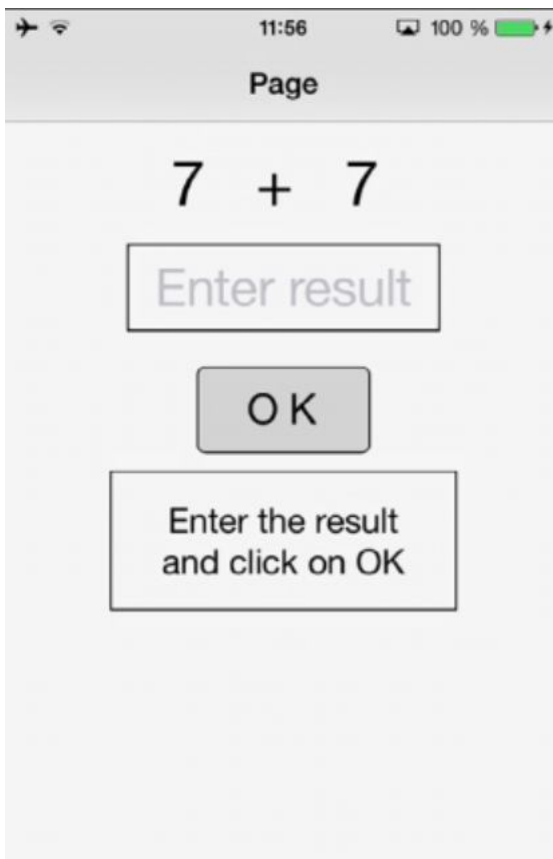 11:56 100 %
Page
7 + 7
Enter result
OK
Enter the result
and click on OK